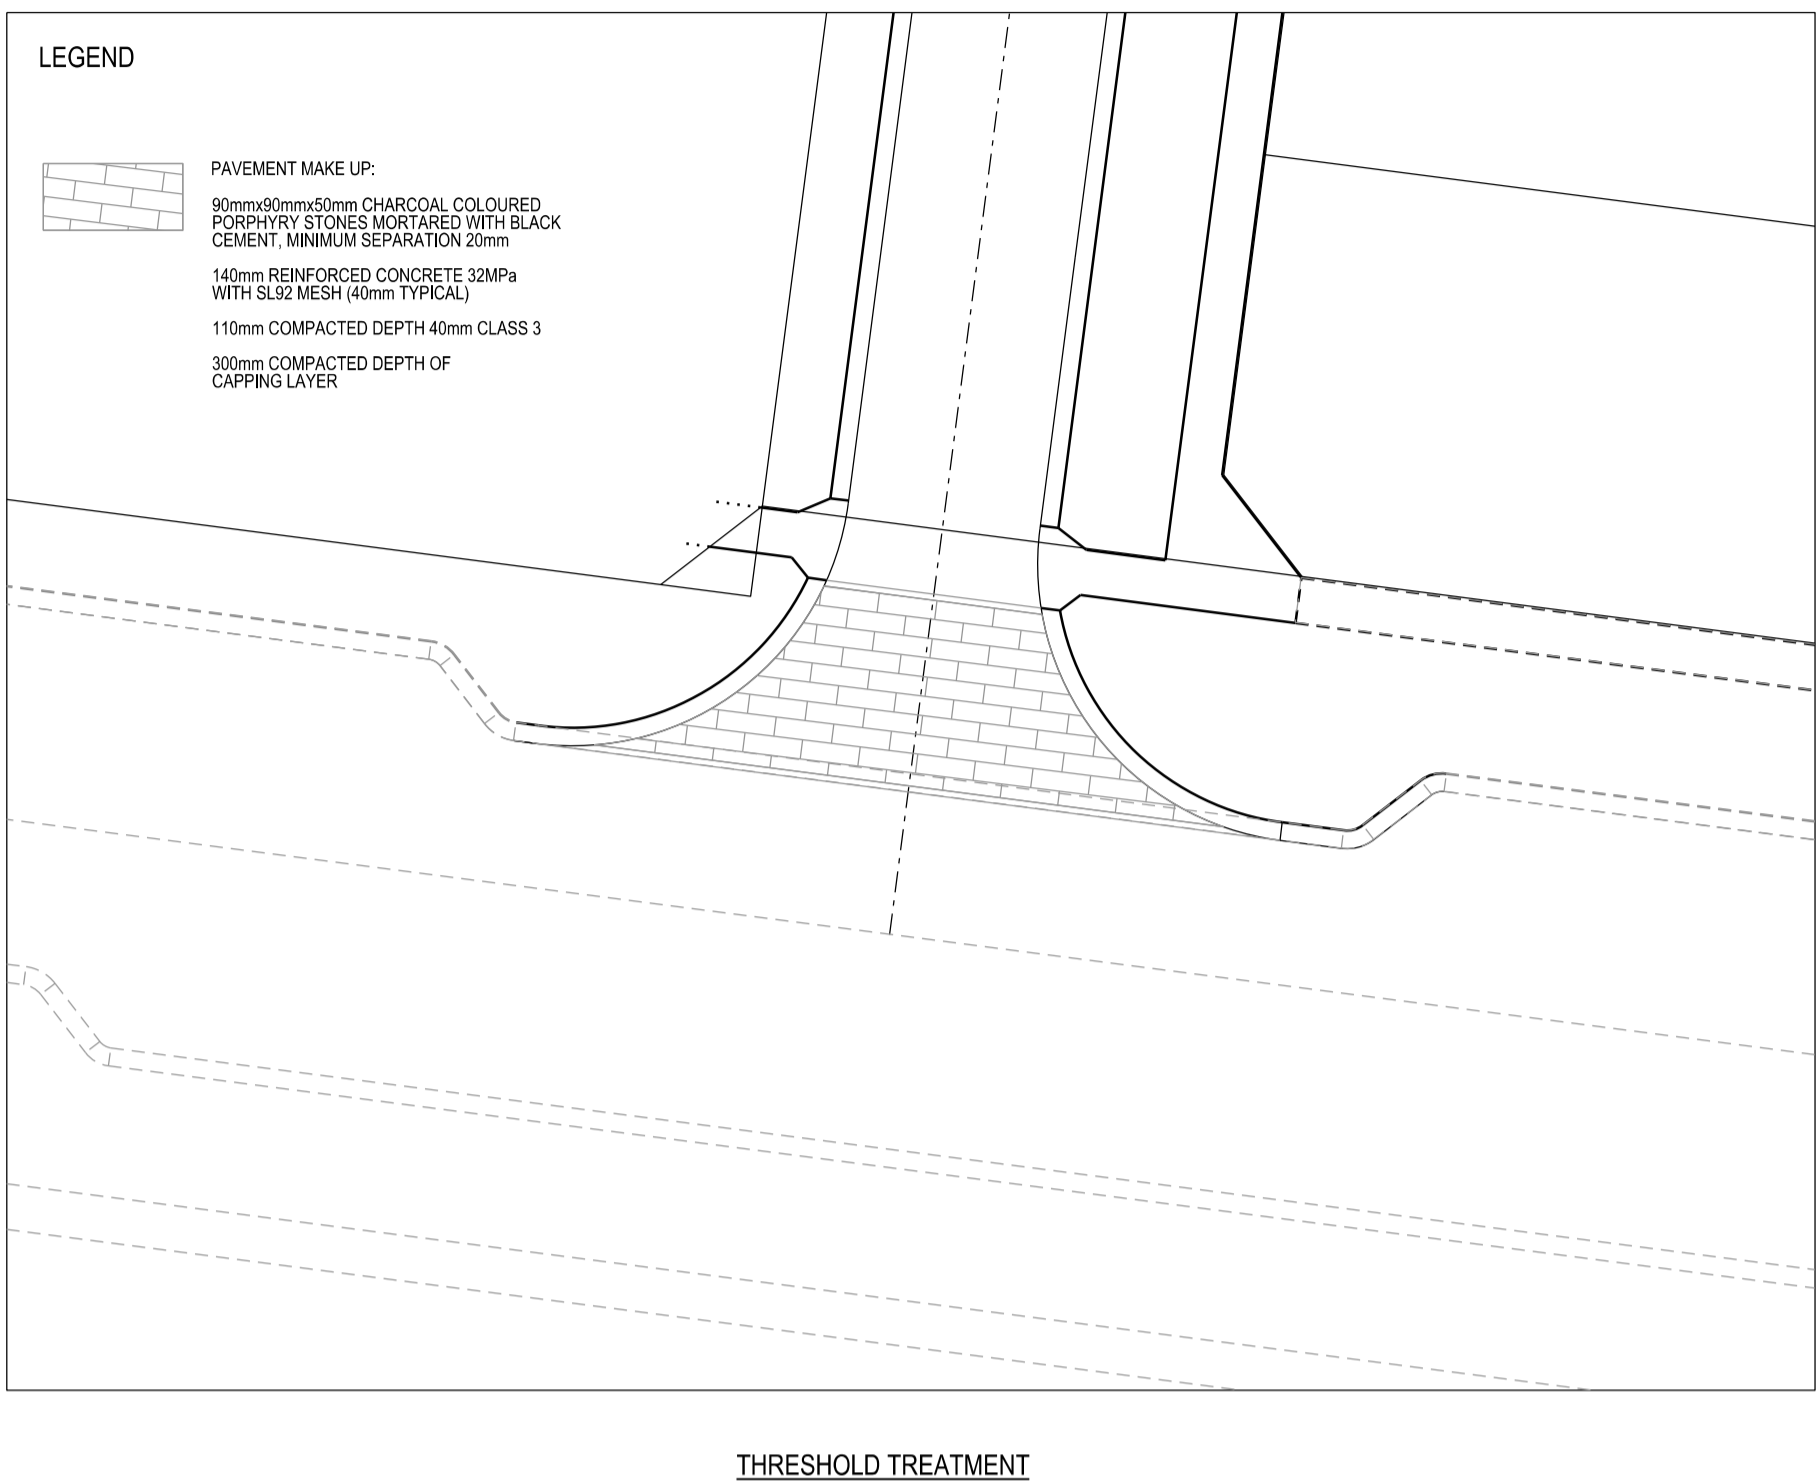 LEGEND
PAVEMENT MAKE UP:
90mmx90mmx50mm CHARCOAL COLOURED
PORPHYRY STONES MORTARED WITH BLACK
CEMENT, MINIMUM SEPARATION 20mm
140mm REINFORCED CONCRETE 32MPa
WITH SL92 MESH (40mm TYPICAL)
110mm COMPACTED DEPTH 40mm CLASS 3
300mm COMPACTED DEPTH OF
CAPPING LAYER
THRESHOLD TREATMENT